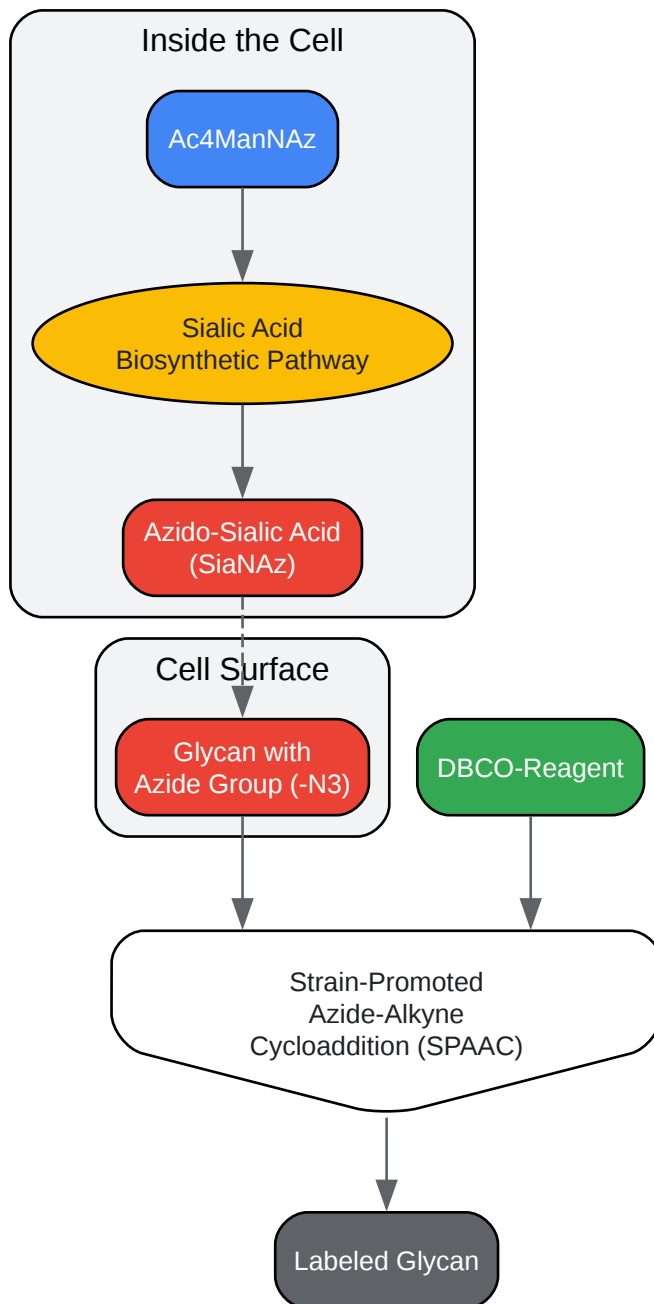 Inside the Cell
Ac4ManNAz
Sialic Acid
Biosynthetic Pathway
Azido-Sialic Acid
(SiaNAz)
Cell Surface
Glycan with
Azide Group (-N3)
DBCO-Reagent
Strain-Promoted
Azide-Alkyne
Cycloaddition (SPAAC)
Labeled Glycan